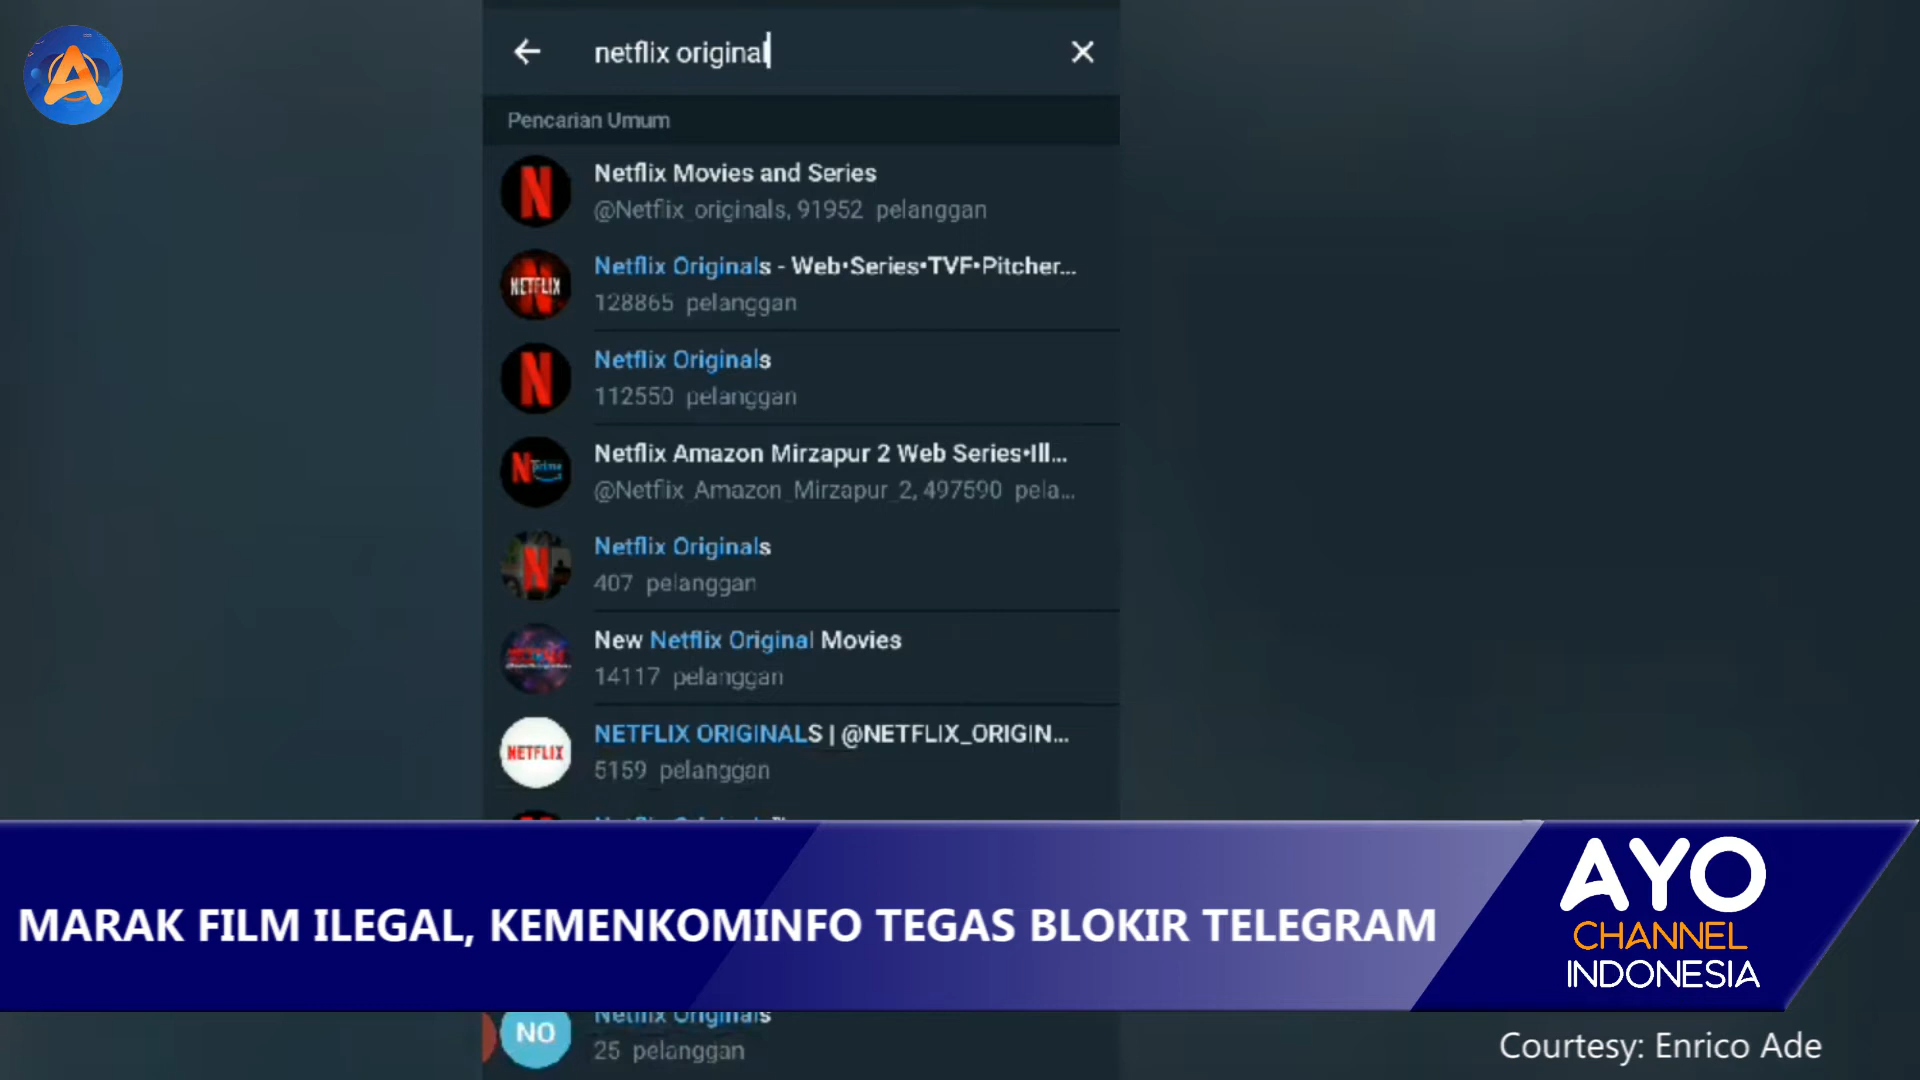 netflix original
Pencarian Umum
Netflix Movies and Series
@Netflix_originals, 91952 pelanggan
NETFLIX
Netflix Originals - Web•Series•TVF•Pitcher...
128865 pelanggan
Netflix Originals
112550 pelanggan
N prime
Netflix Amazon Mirzapur 2 Web Series•Ill...
@Netflix_Amazon_Mirzapur_2, 497590 pela...
Netflix Originals
407 pelanggan
New Netflix Original Movies
14117 pelanggan
NETFLIX
NETFLIX ORIGINALS | @NETFLIX_ORIGIN...
5159 pelanggan
MARAK FILM ILEGAL, KEMENKOMINFO TEGAS BLOKIR TELEGRAM
AYO
CHANNEL
INDONESIA
NO
Netflix Originals
25 pelanggan
Courtesy: Enrico Ade